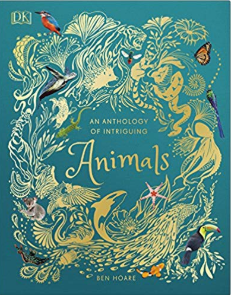 DK
AN ANTHOLOGY
OF INTRIGUING
Animals
BEN HOARE